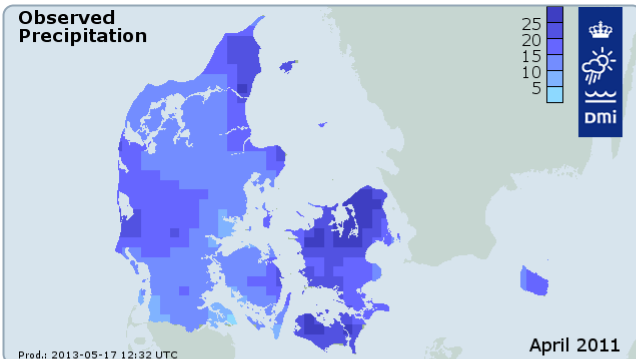 Observed
Precipitation
25
20
15
10
5
DMI
Prod.: 2013-05-17 12:32 UTC
April 2011